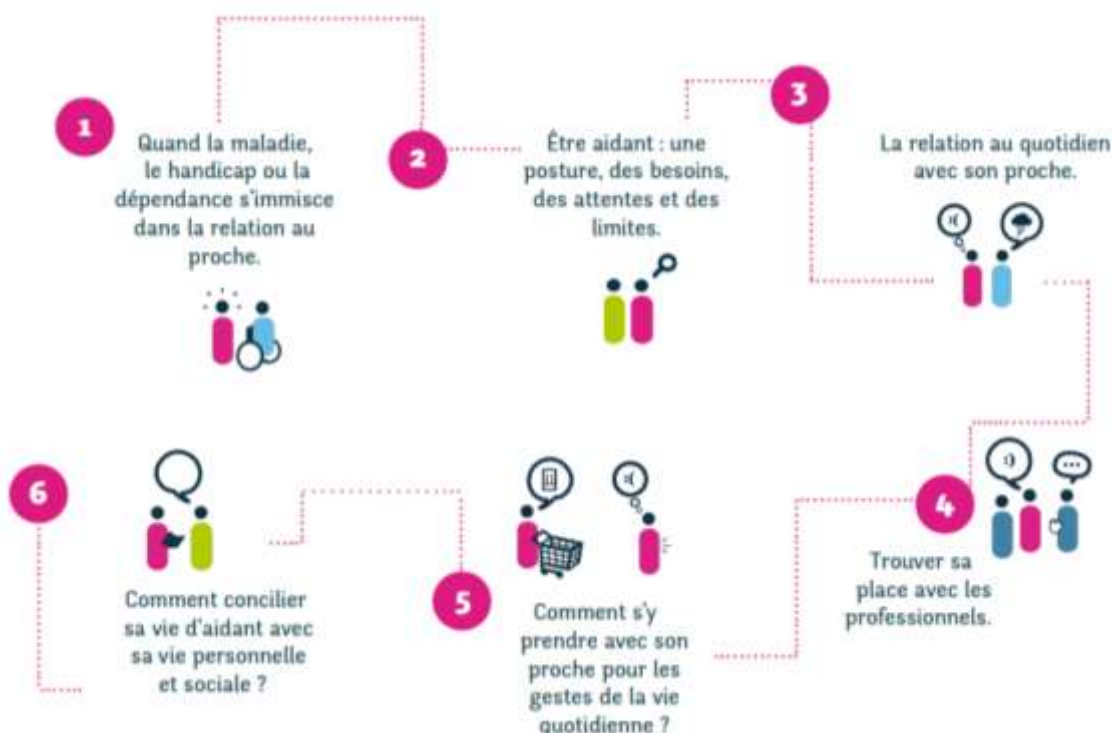 1
Quand la maladie,
le handicap ou la
dépendance s'immisce
dans la relation au
proche.
2
Être aidant : une
posture, des besoins,
des attentes et des
limites.
3
La relation au quotidien
avec son proche.
4
Trouver sa
place avec les
professionnels.
5
Comment s'y
prendre avec son
proche pour les
gestes de la vie
quotidienne ?
6
Comment concilier
sa vie d'aidant avec
sa vie personnelle
et sociale ?